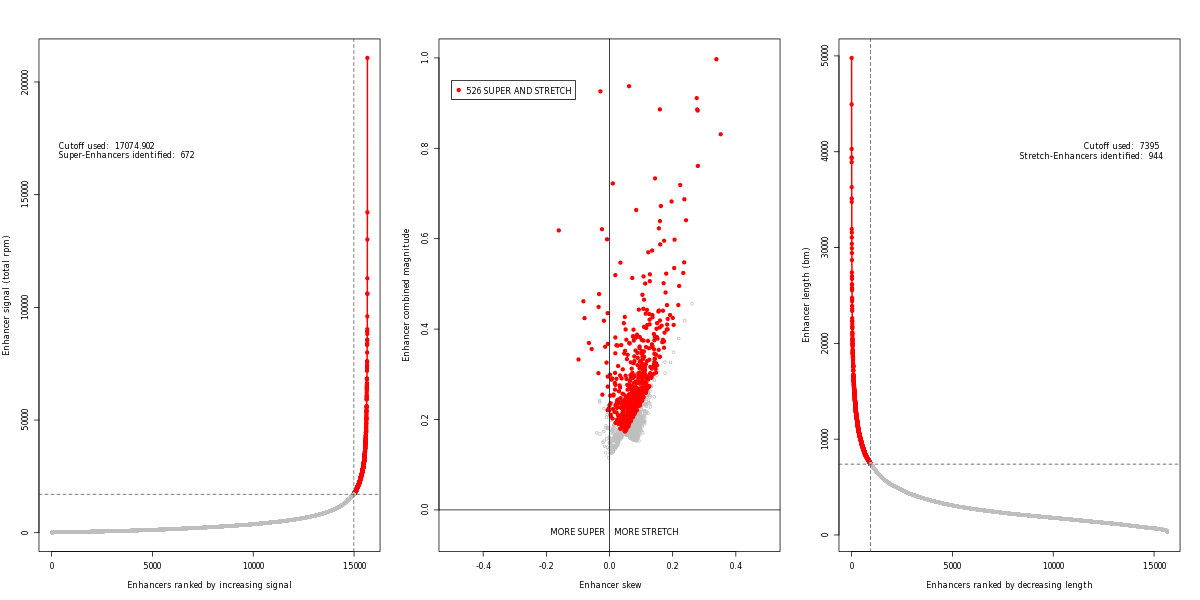 Enhancer signal (total rpm)
200000
150000
100000
50000
0
Cutoff used: 17074.902
Super-Enhancers identified: 672
0
5000
10000
15000
Enhancers ranked by increasing signal
Enhancer combined magnitude
1.0
0.8
0.6
0.4
0.2
0.0
526 SUPER AND STRETCH
MORE SUPER
MORE STRETCH
-0.4
-0.2
0.0
0.2
0.4
Enhancer skew
Enhancer length (bm)
50000
40000
30000
20000
10000
0
Cutoff used: 7395
Stretch-Enhancers identified: 944
0
5000
10000
15000
Enhancers ranked by decreasing length